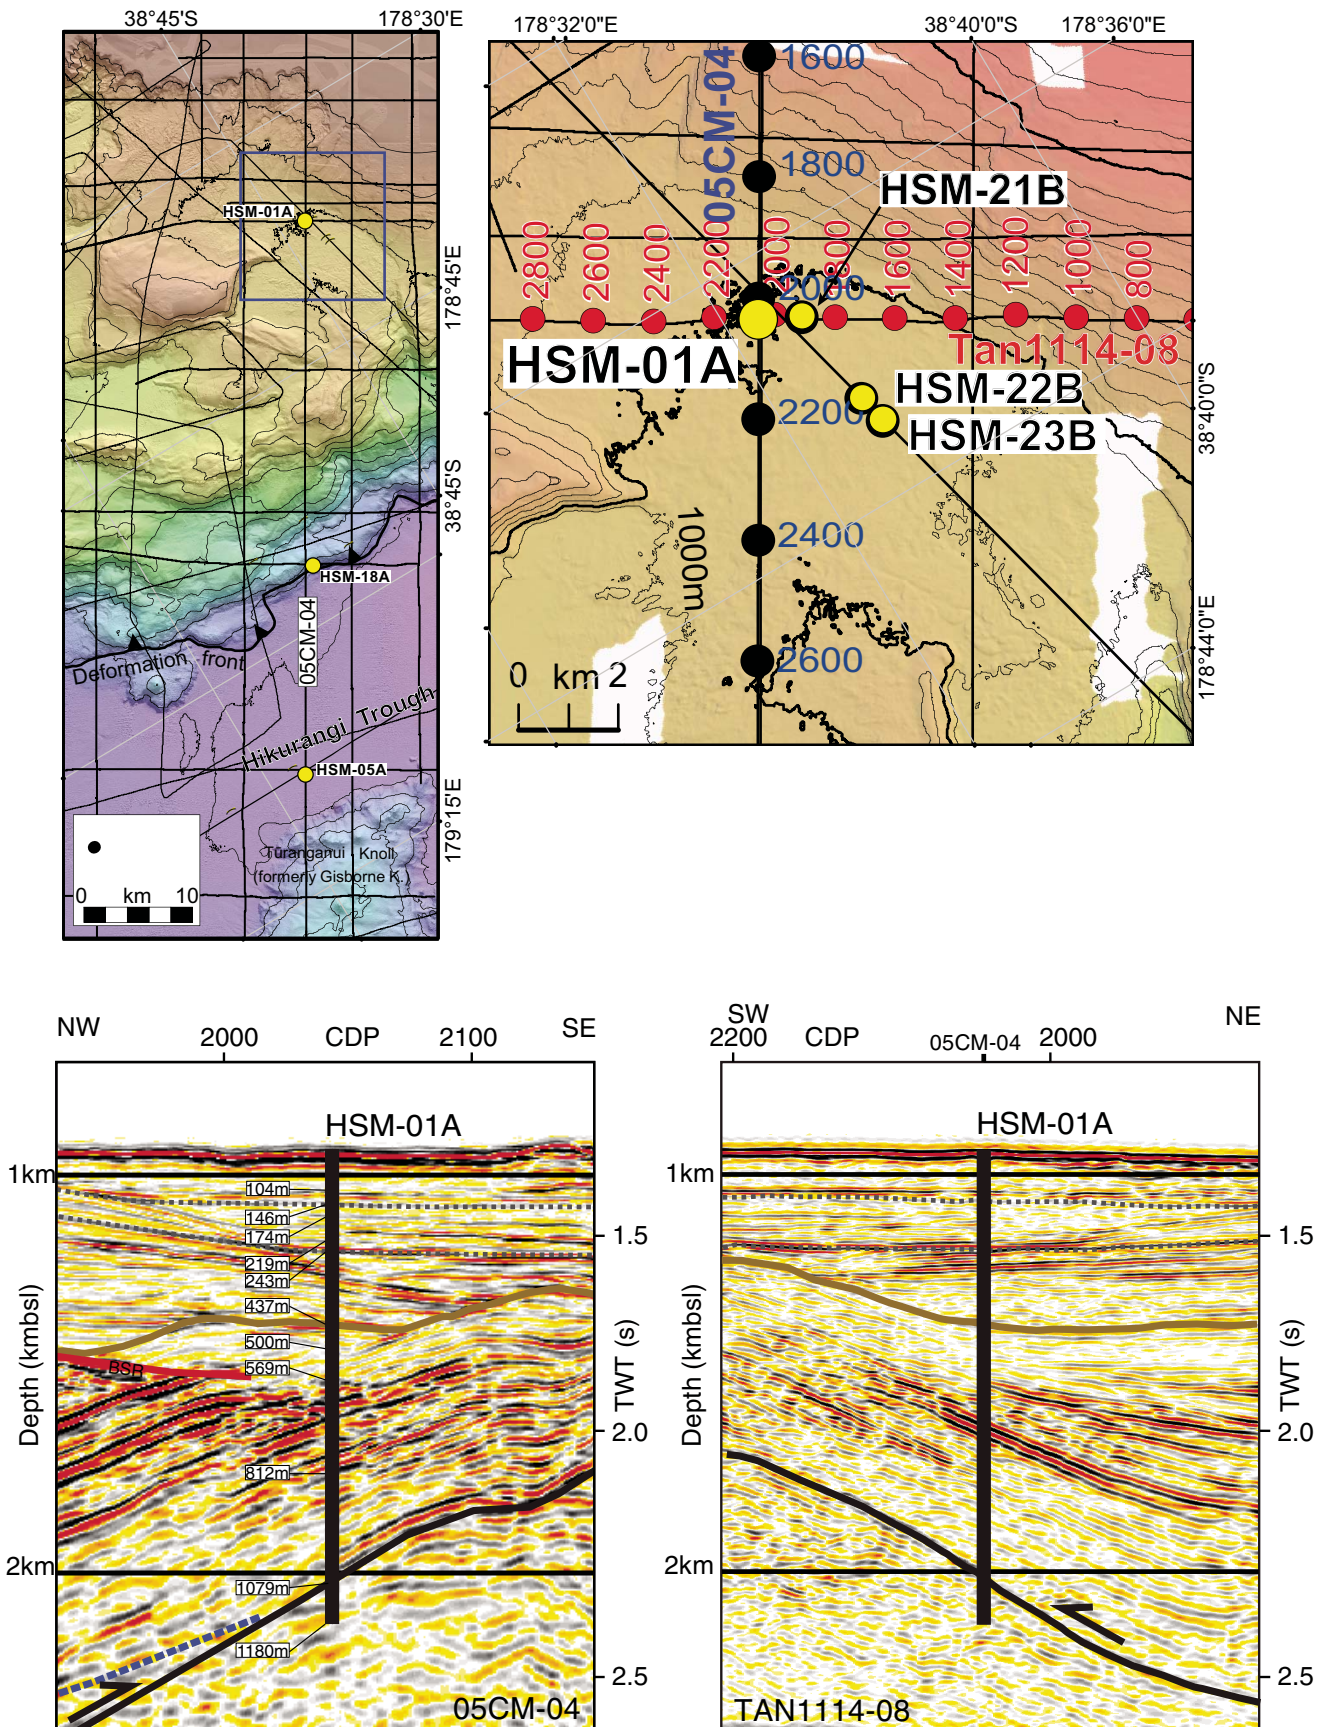 38°45'S
178°30'E
HSM-01A
178°45'E
38°45'S
HSM-18A
05CM-04
Deformation front
Hikurangi Trough
HSM-05A
179°15'E
Tūranganui Knoll
(formerly Gisborne K.)
0 km 10
178°32'0"E
38°40'0"S
178°36'0"E
05CM-04
1600
1800
HSM-21B
2800
2600
2400
2200
2000
1800
1600
1400
1200
1000
800
2000
Tan1114-08
HSM-01A
HSM-22B
2200
HSM-23B
38°40'0"S
1000m
2400
178°44'0"E
2600
0 km 2
NW
2000
CDP
2100
SE
HSM-01A
1km
104m
146m
174m
219m
243m
437m
500m
569m
BSR
812m
2km
1079m
1180m
Depth (kmbsl)
1.5
2.0
2.5
TWT (s)
05CM-04
SW
2200
CDP
05CM-04
2000
NE
HSM-01A
1km
2km
Depth (kmbsl)
1.5
2.0
2.5
TWT (s)
TAN1114-08